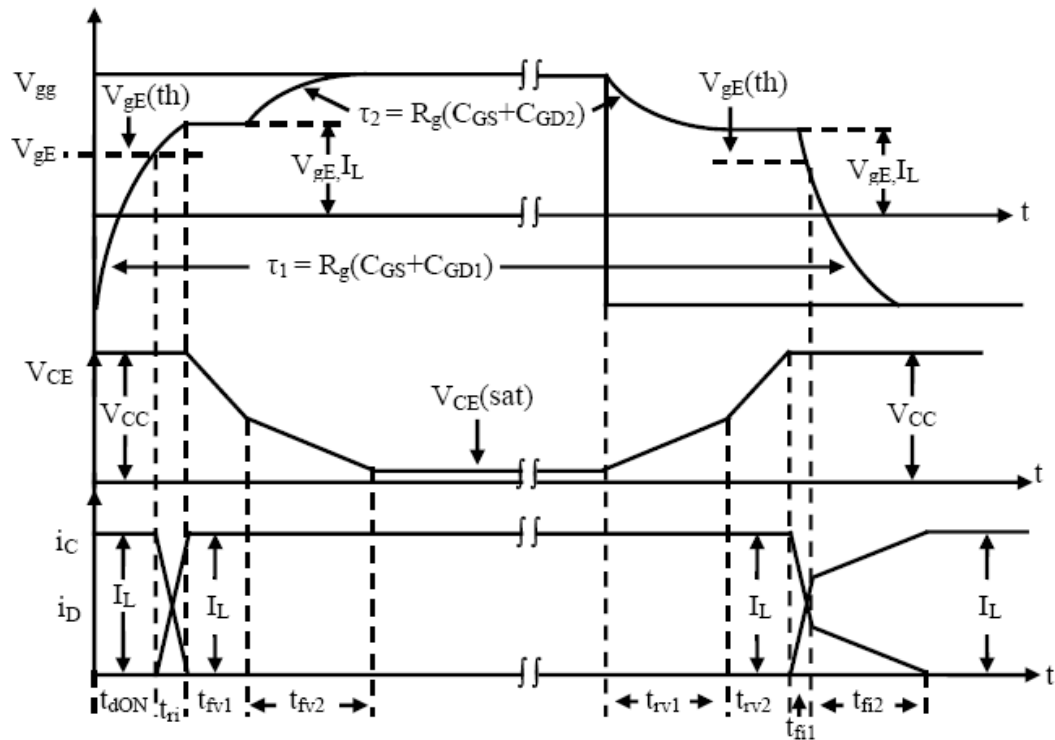 V_gg
V_gE(th)
τ₂ = R_g(C_GS+C_GD2)
V_gE(th)
V_gE
V_gE,I_L
V_gE,I_L
t
τ₁ = R_g(C_GS+C_GD1)
V_CE
V_CC
V_CE(sat)
V_CC
t
i_C
I_L
I_L
I_L
I_L
i_D
t_dON
t_ri
t_fv1
t_fv2
t_rv1
t_rv2
t_fi1
t_fi2